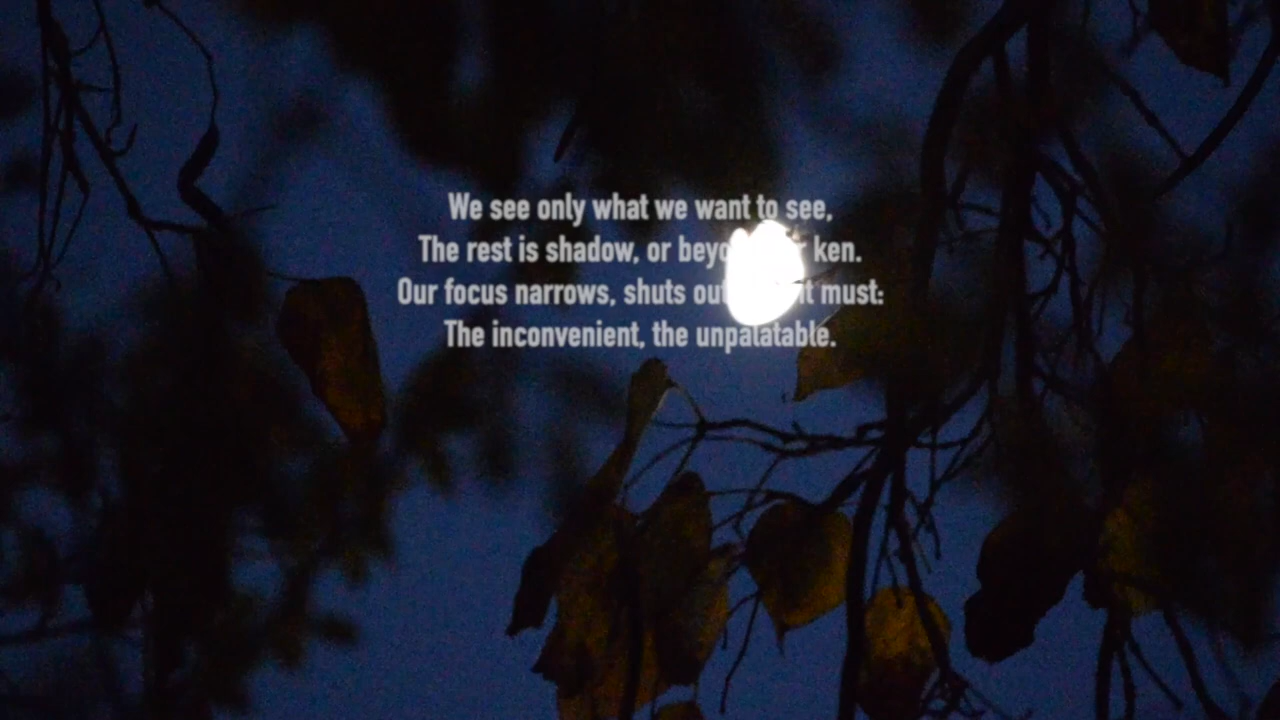 We see only what we want to see,
The rest is shadow, or ken.
Our focus narrows, shuts must:
The inconvenient, the unpalatable.